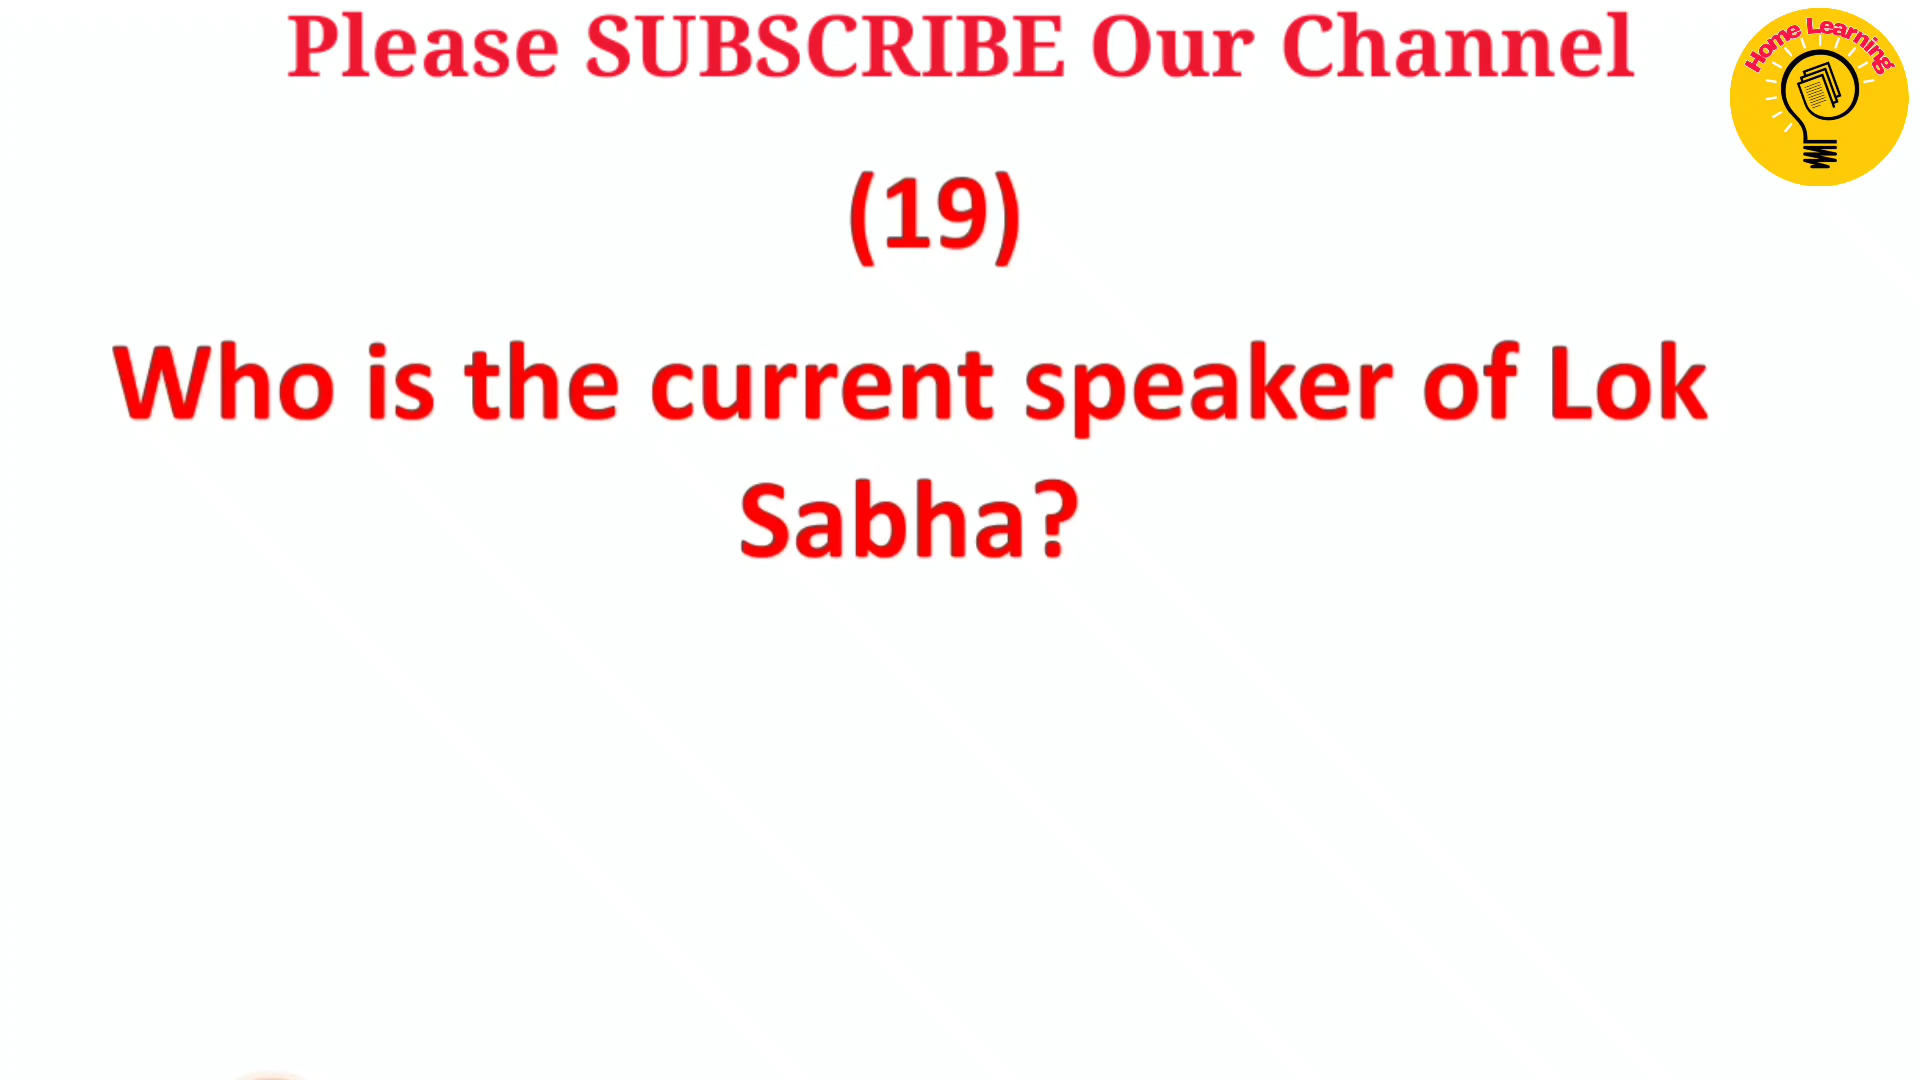 Please SUBSCRIBE Our Channel
Home Learning
(19)
Who is the current speaker of Lok
Sabha?